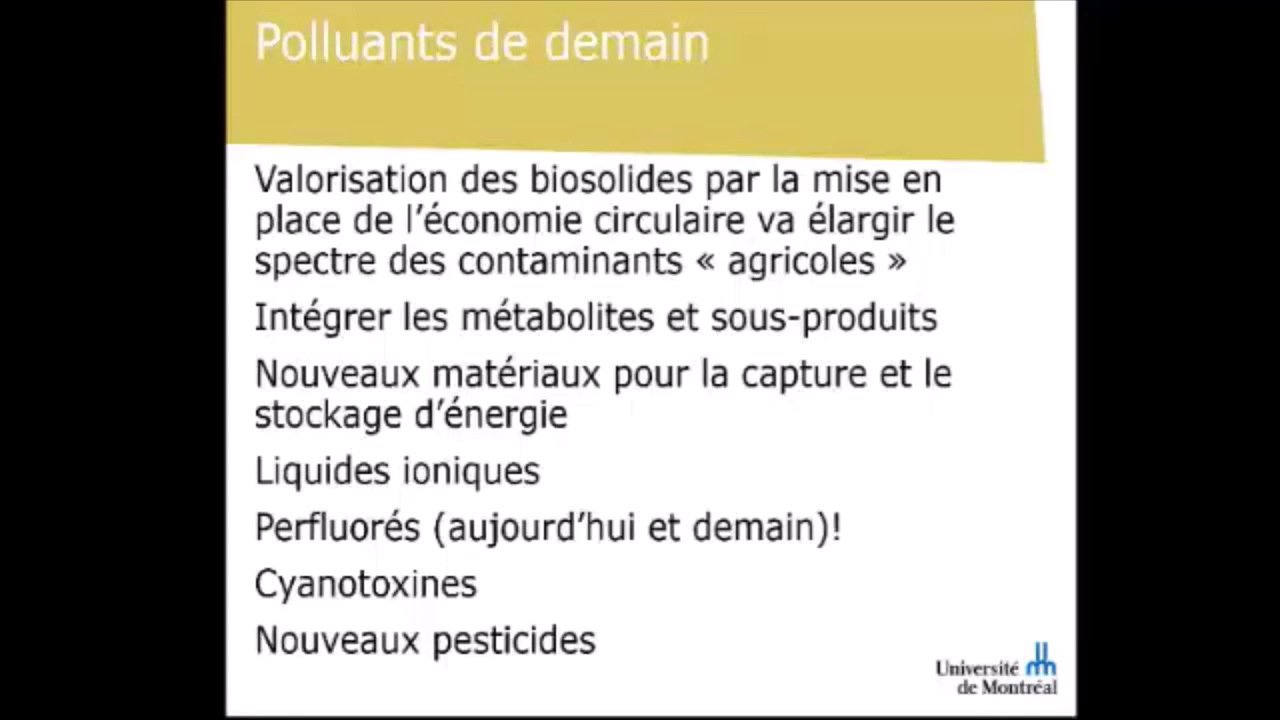 Polluants de demain
Valorisation des biosolides par la mise en
place de l'économie circulaire va élargir le
spectre des contaminants « agricoles »
Intégrer les métabolites et sous-produits
Nouveaux matériaux pour la capture et le
stockage d'énergie
Liquides ioniques
Perfluorés (aujourd'hui et demain)!
Cyanotoxines
Nouveaux pesticides
Université
de Montréal